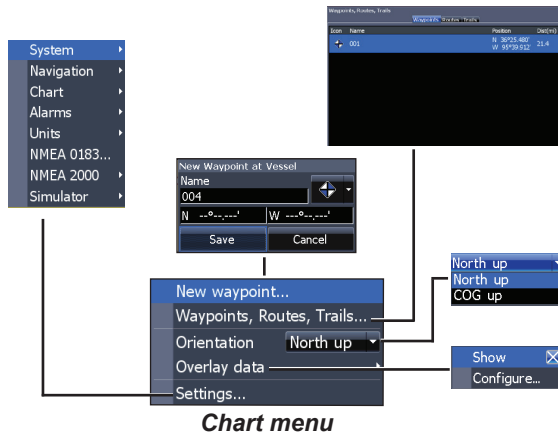 Waypoints, Routes, Trails
Waypoints Routes Trails
Icon Name Position Dist(mi)
001 N 36°25.480' W 95°39.912' 21.4
System
Navigation
Chart
Alarms
Units
NMEA 0183...
NMEA 2000
Simulator
New Waypoint at Vessel
Name
004
N --°--.---' W ---°--.---'
Save Cancel
New waypoint...
Waypoints, Routes, Trails...
Orientation North up
Overlay data
Settings...
North up
North up
COG up
Show
Configure...
Chart menu